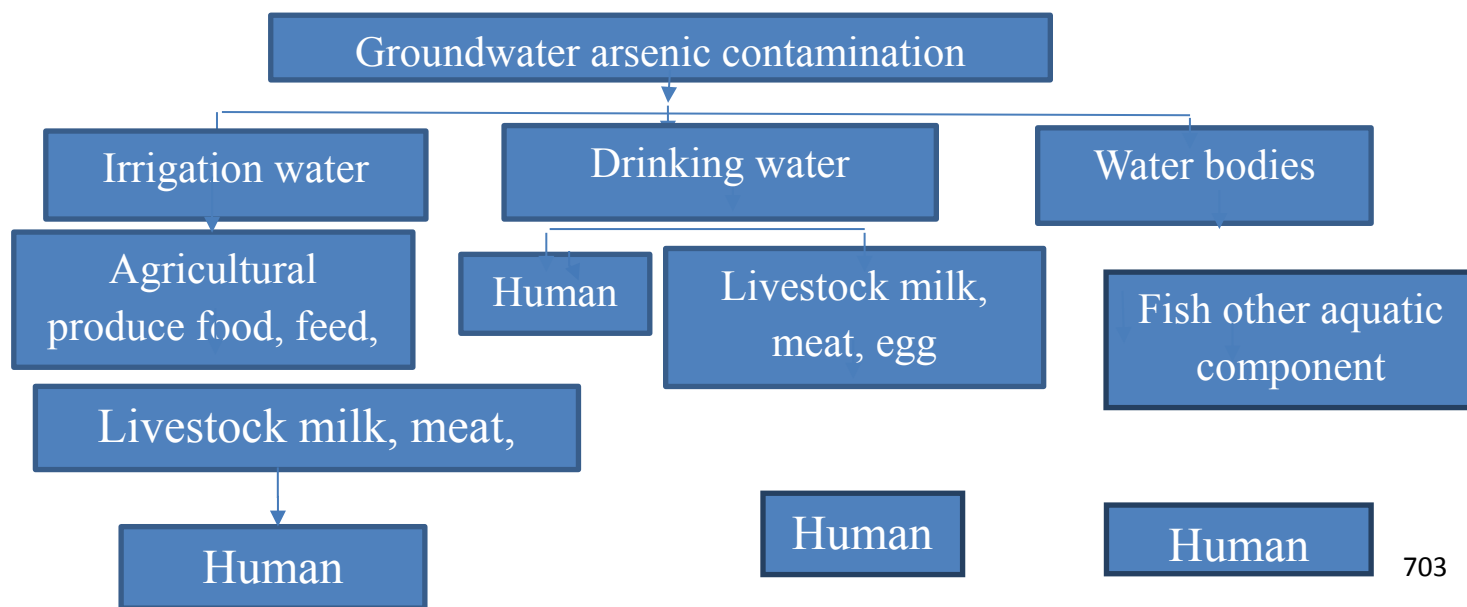 Groundwater arsenic contamination
Irrigation water
Drinking water
Water bodies
Agricultural
produce food, feed,
Human
Livestock milk,
meat, egg
Fish other aquatic
component
Livestock milk, meat,
Human
Human
Human
703